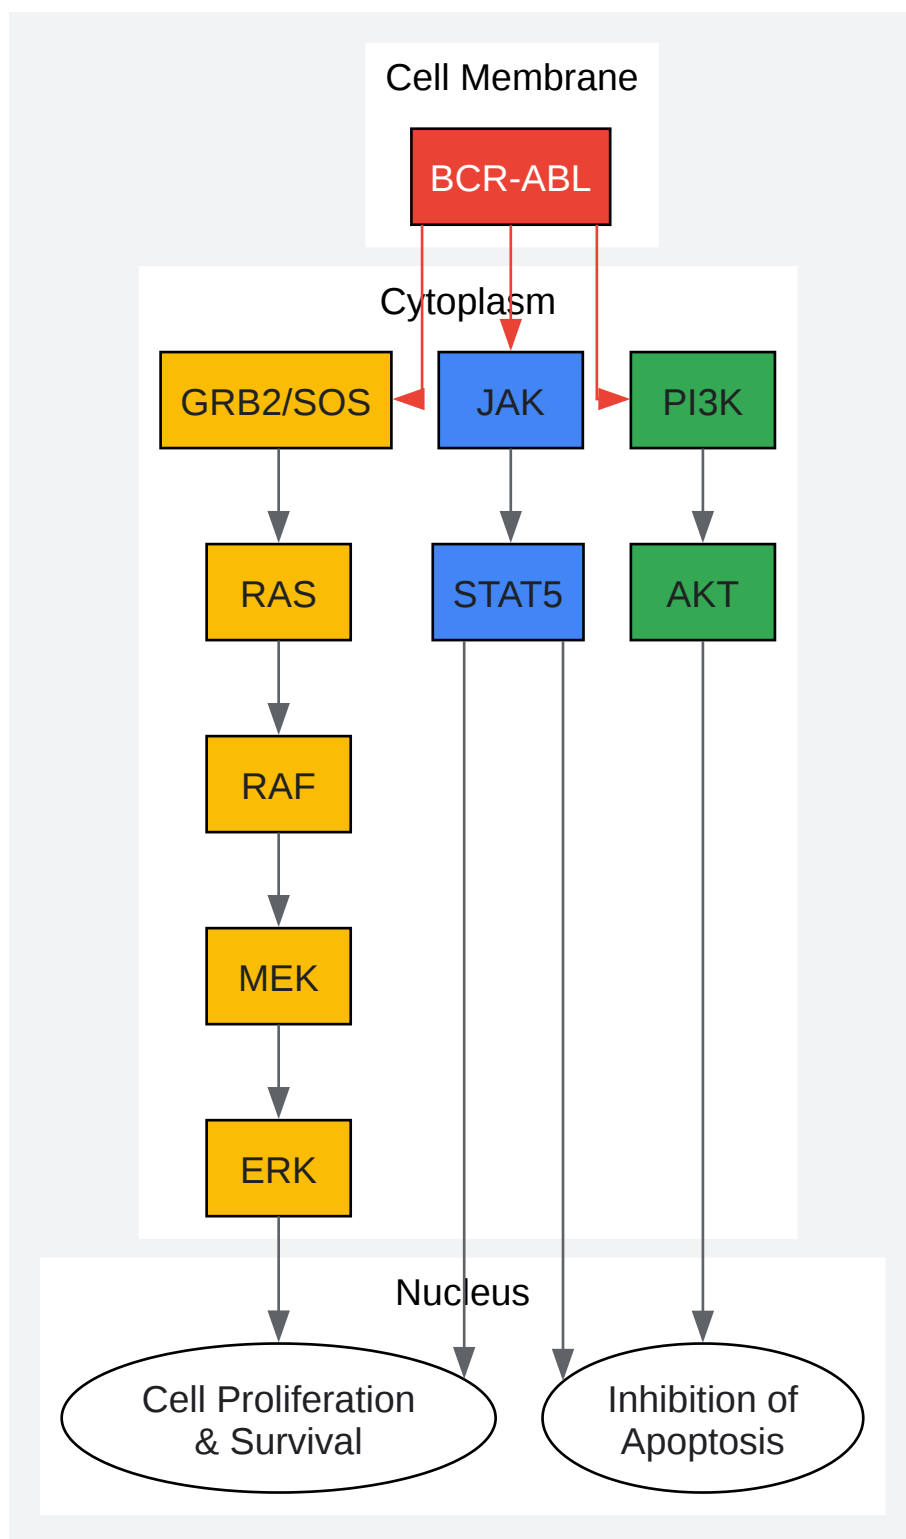 Cell Membrane
BCR-ABL
Cytoplasm
GRB2/SOS
JAK
PI3K
RAS
STAT5
AKT
RAF
MEK
ERK
Nucleus
Cell Proliferation
& Survival
Inhibition of
Apoptosis